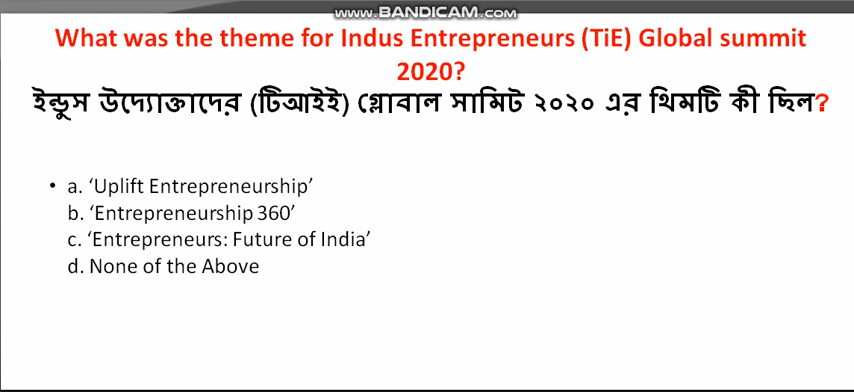 www.BANDICAM.com
What was the theme for Indus Entrepreneurs (TiE) Global summit
2020?
ইন্ডুস উদ্যোক্তাদের (টিআইই) গ্লোবাল সামিট ২০২০ এর থিমটি কী ছিল?
• a. ‘Uplift Entrepreneurship’
b. ‘Entrepreneurship 360’
c. ‘Entrepreneurs: Future of India’
d. None of the Above